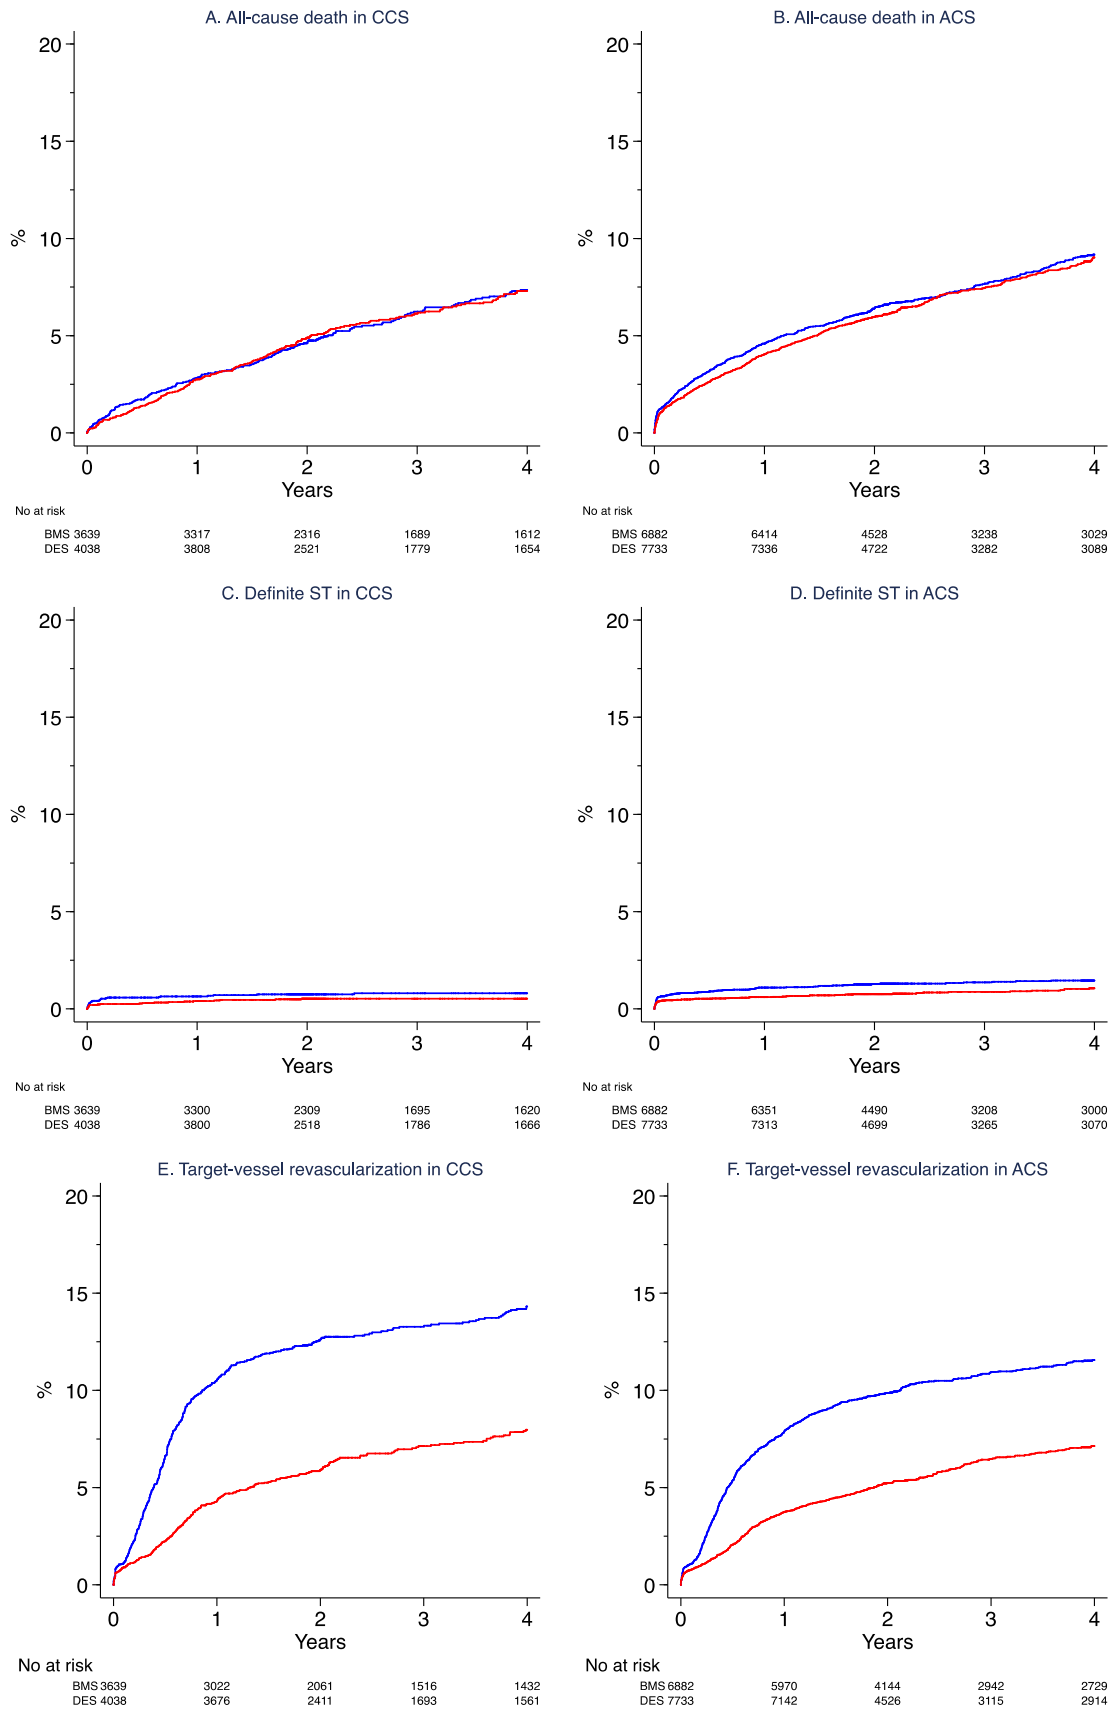 A. All-cause death in CCS
20
15
10
5
0
%
0 1 2 3 4
Years
No at risk
BMS 3639 3317 2316 1689 1612
DES 4038 3808 2521 1779 1654
B. All-cause death in ACS
20
15
10
5
0
%
0 1 2 3 4
Years
No at risk
BMS 6882 6414 4528 3238 3029
DES 7733 7336 4722 3282 3089
C. Definite ST in CCS
20
15
10
5
0
%
0 1 2 3 4
Years
No at risk
BMS 3639 3300 2309 1695 1620
DES 4038 3800 2518 1786 1666
D. Definite ST in ACS
20
15
10
5
0
%
0 1 2 3 4
Years
No at risk
BMS 6882 6351 4490 3208 3000
DES 7733 7313 4699 3265 3070
E. Target-vessel revascularization in CCS
20
15
10
5
0
%
0 1 2 3 4
Years
No at risk
BMS 3639 3022 2061 1516 1432
DES 4038 3676 2411 1693 1561
F. Target-vessel revascularization in ACS
20
15
10
5
0
%
0 1 2 3 4
Years
No at risk
BMS 6882 5970 4144 2942 2729
DES 7733 7142 4526 3115 2914